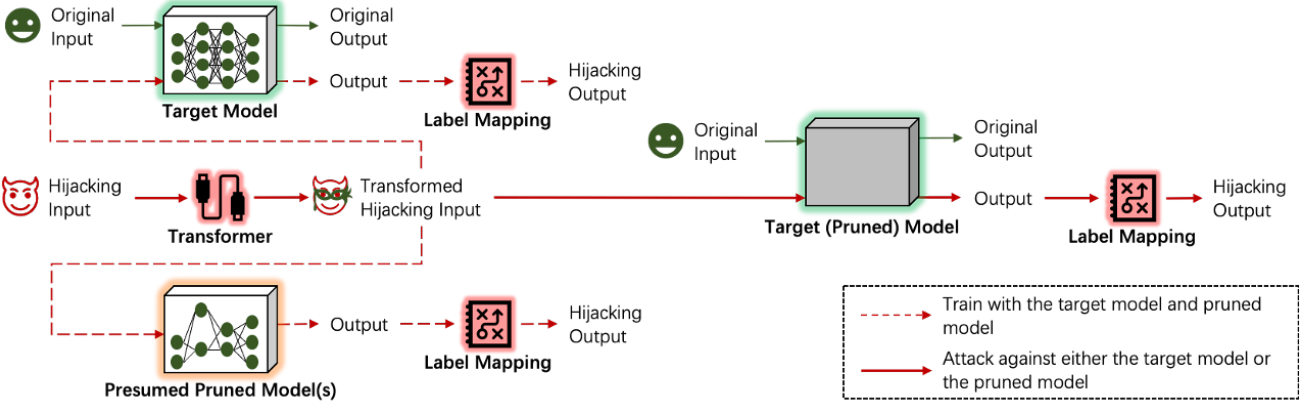 Original
Input
Original
Output
Output
Hijacking
Output
Target Model
Label Mapping
Original
Input
Original
Output
Hijacking
Input
Transformed
Hijacking Input
Output
Hijacking
Output
Transformer
Target (Pruned) Model
Label Mapping
Output
Hijacking
Output
Label Mapping
Presumed Pruned Model(s)
Train with the target model and pruned
model
Attack against either the target model or
the pruned model